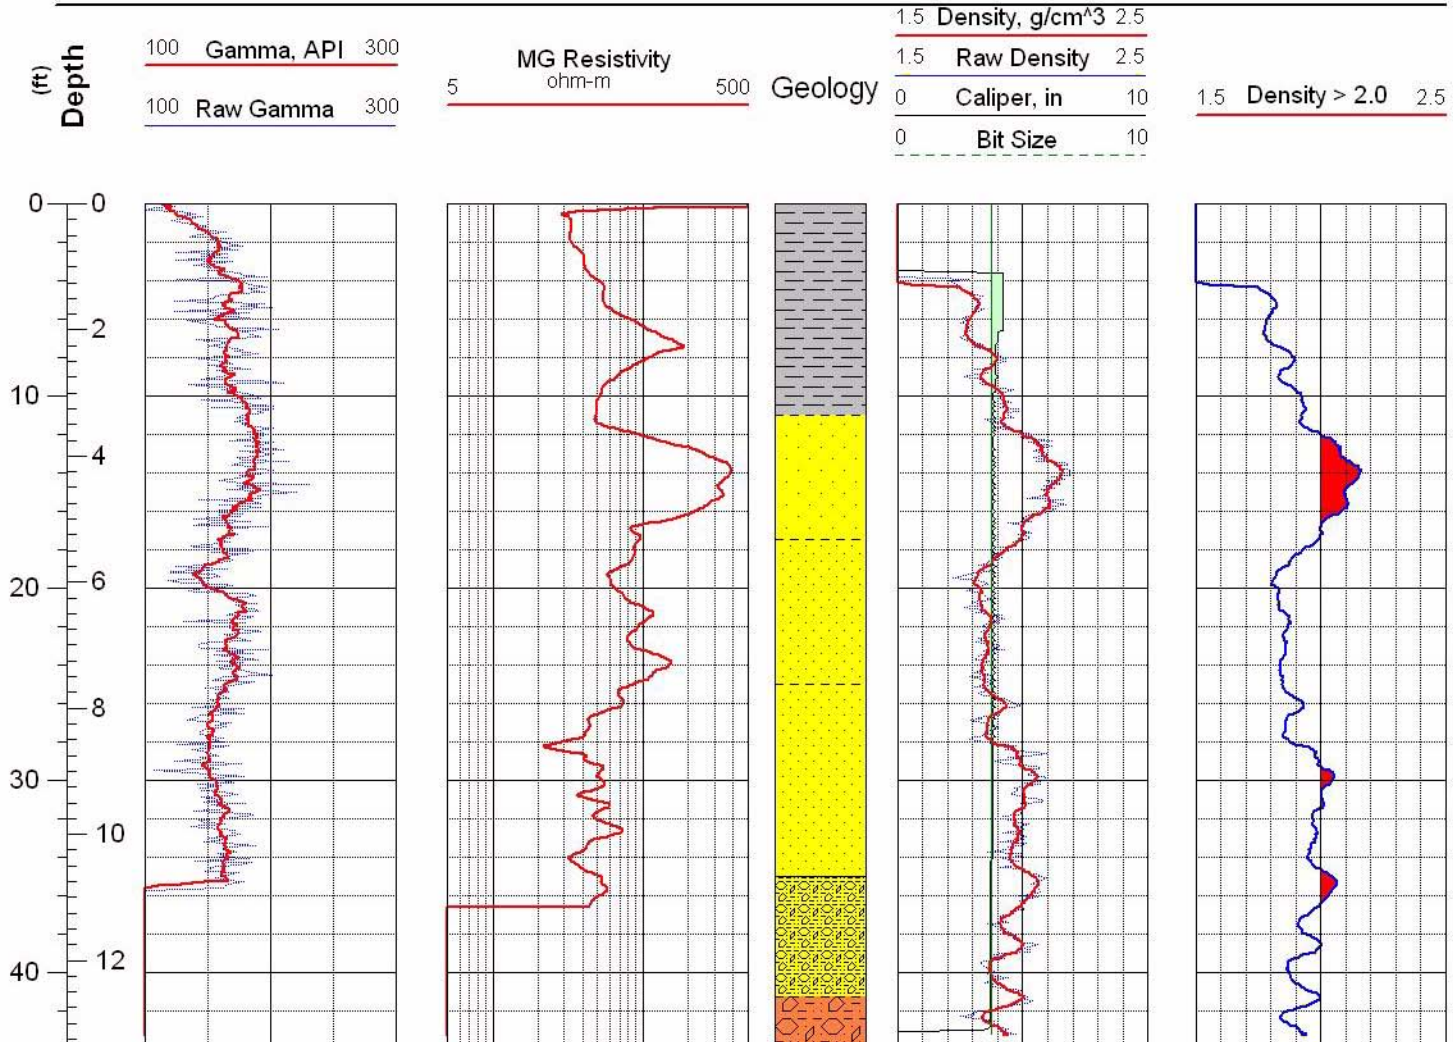 (ft)
Depth
100 Gamma, API 300
100 Raw Gamma 300
MG Resistivity
ohm-m
5 500
Geology
1.5 Density, g/cm^3 2.5
1.5 Raw Density 2.5
0 Caliper, in 10
0 Bit Size 10
1.5 Density > 2.0 2.5
0 0
2
10
4
20 6
8
30
10
40 12